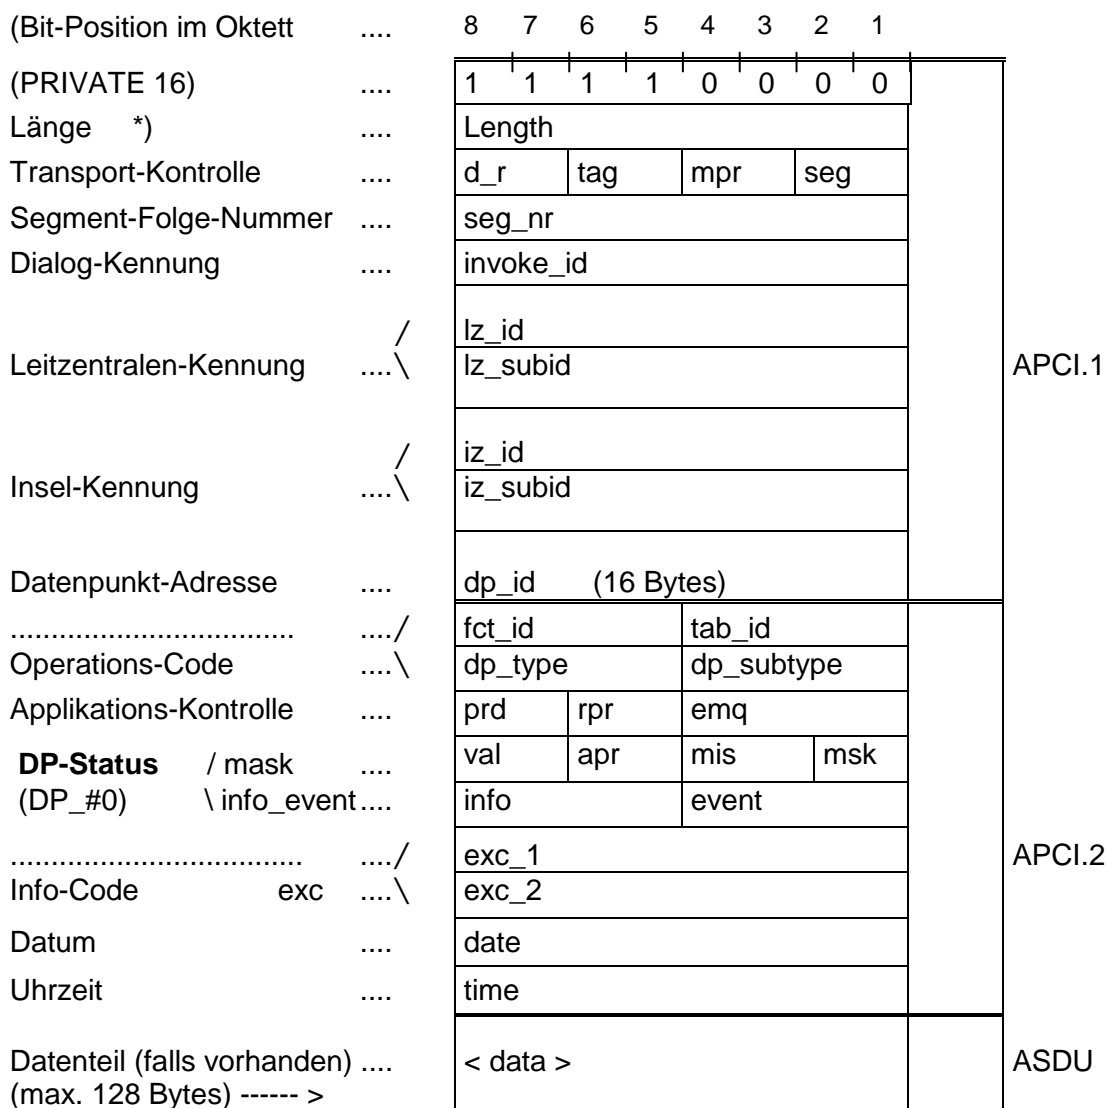 (Bit-Position im Oktett .... 8 7 6 5 4 3 2 1
(PRIVATE 16) .... 1 1 1 1 0 0 0 0
Länge *) .... Length
Transport-Kontrolle .... d_r tag mpr seg
Segment-Folge-Nummer .... seg_nr
Dialog-Kennung .... invoke_id
/ lz_id
Leitzentralen-Kennung ....\ lz_subid APCI.1
/ iz_id
Insel-Kennung ....\ iz_subid
Datenpunkt-Adresse .... dp_id (16 Bytes)
................................... ..../ fct_id tab_id
Operations-Code ....\ dp_type dp_subtype
Applikations-Kontrolle .... prd rpr emq
DP-Status / mask .... val apr mis msk
(DP_#0) \ info_event.... info event
.................................... ..../ exc_1 APCI.2
Info-Code exc ....\ exc_2
Datum .... date
Uhrzeit .... time
Datenteil (falls vorhanden) .... < data > ASDU
(max. 128 Bytes) ------ >